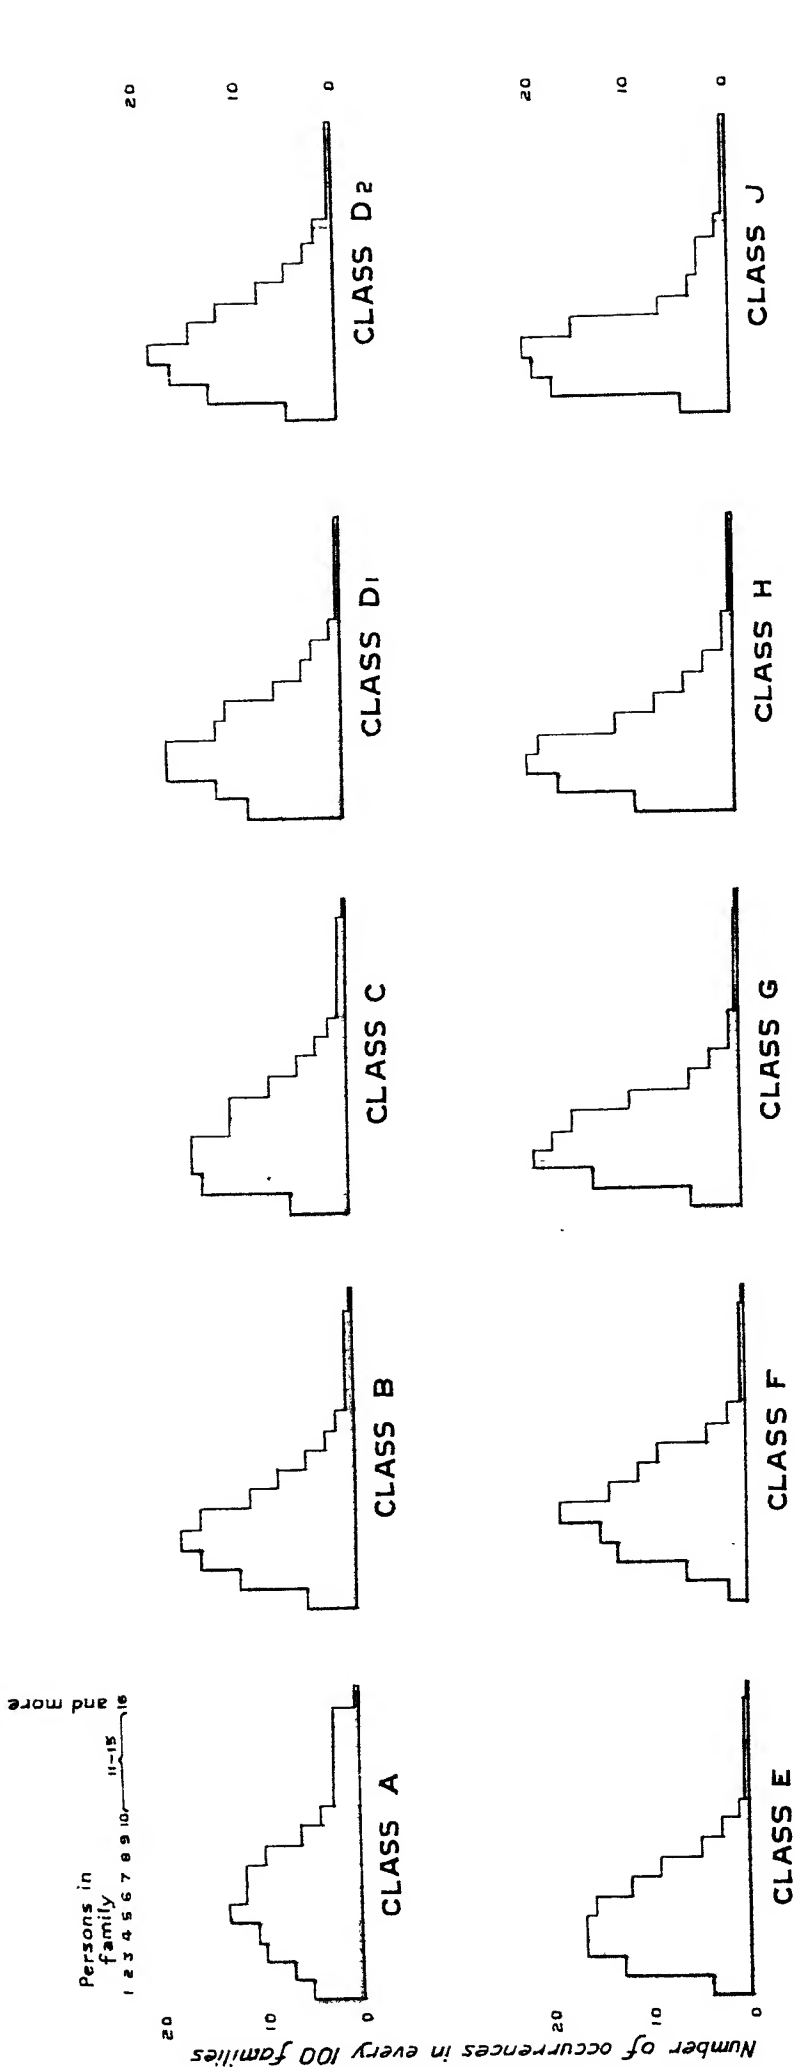 Number of occurrences in every 100 families
Persons in
family
1 2 3 4 5 6 7 8 9 10 11-15 16
and more
20
10
0
CLASS A
CLASS B
CLASS C
CLASS D1
CLASS D2
20
10
0
20
10
0
CLASS E
CLASS F
CLASS G
CLASS H
CLASS J
20
10
0